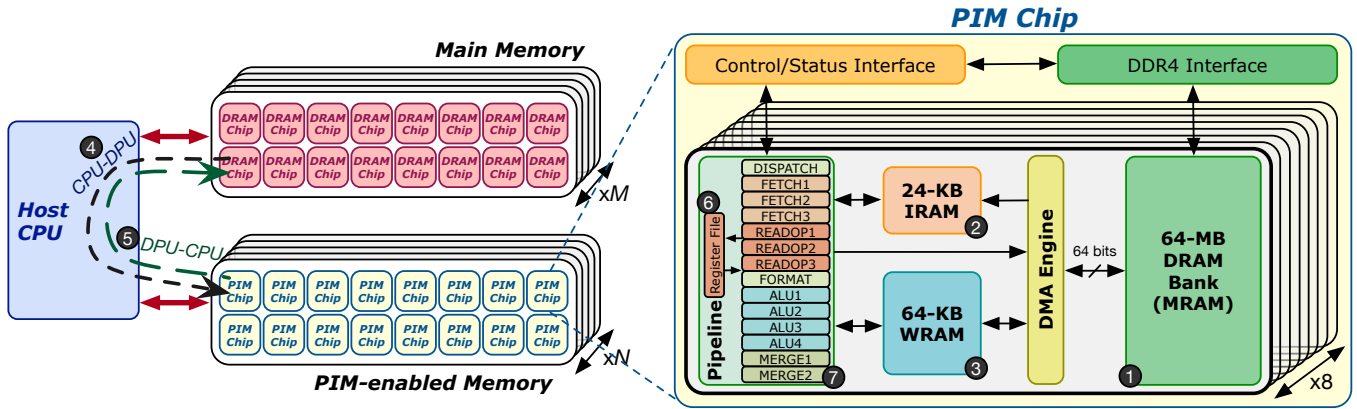 PIM Chip
Main Memory
Control/Status Interface
DDR4 Interface
DRAM Chip DRAM Chip DRAM Chip DRAM Chip DRAM Chip DRAM Chip DRAM Chip DRAM Chip
DRAM Chip DRAM Chip DRAM Chip DRAM Chip DRAM Chip DRAM Chip DRAM Chip DRAM Chip
xM
Host
CPU
4
CPU-DPU
5
DPU-CPU
PIM Chip PIM Chip PIM Chip PIM Chip PIM Chip PIM Chip PIM Chip PIM Chip
PIM Chip PIM Chip PIM Chip PIM Chip PIM Chip PIM Chip PIM Chip PIM Chip
xN
PIM-enabled Memory
Pipeline
6
Register File
DISPATCH
FETCH1
FETCH2
FETCH3
READOP1
READOP2
READOP3
FORMAT
ALU1
ALU2
ALU3
ALU4
MERGE1
MERGE2
7
24-KB
IRAM
2
64-KB
WRAM
3
DMA Engine
64 bits
64-MB
DRAM
Bank
(MRAM)
1
x8